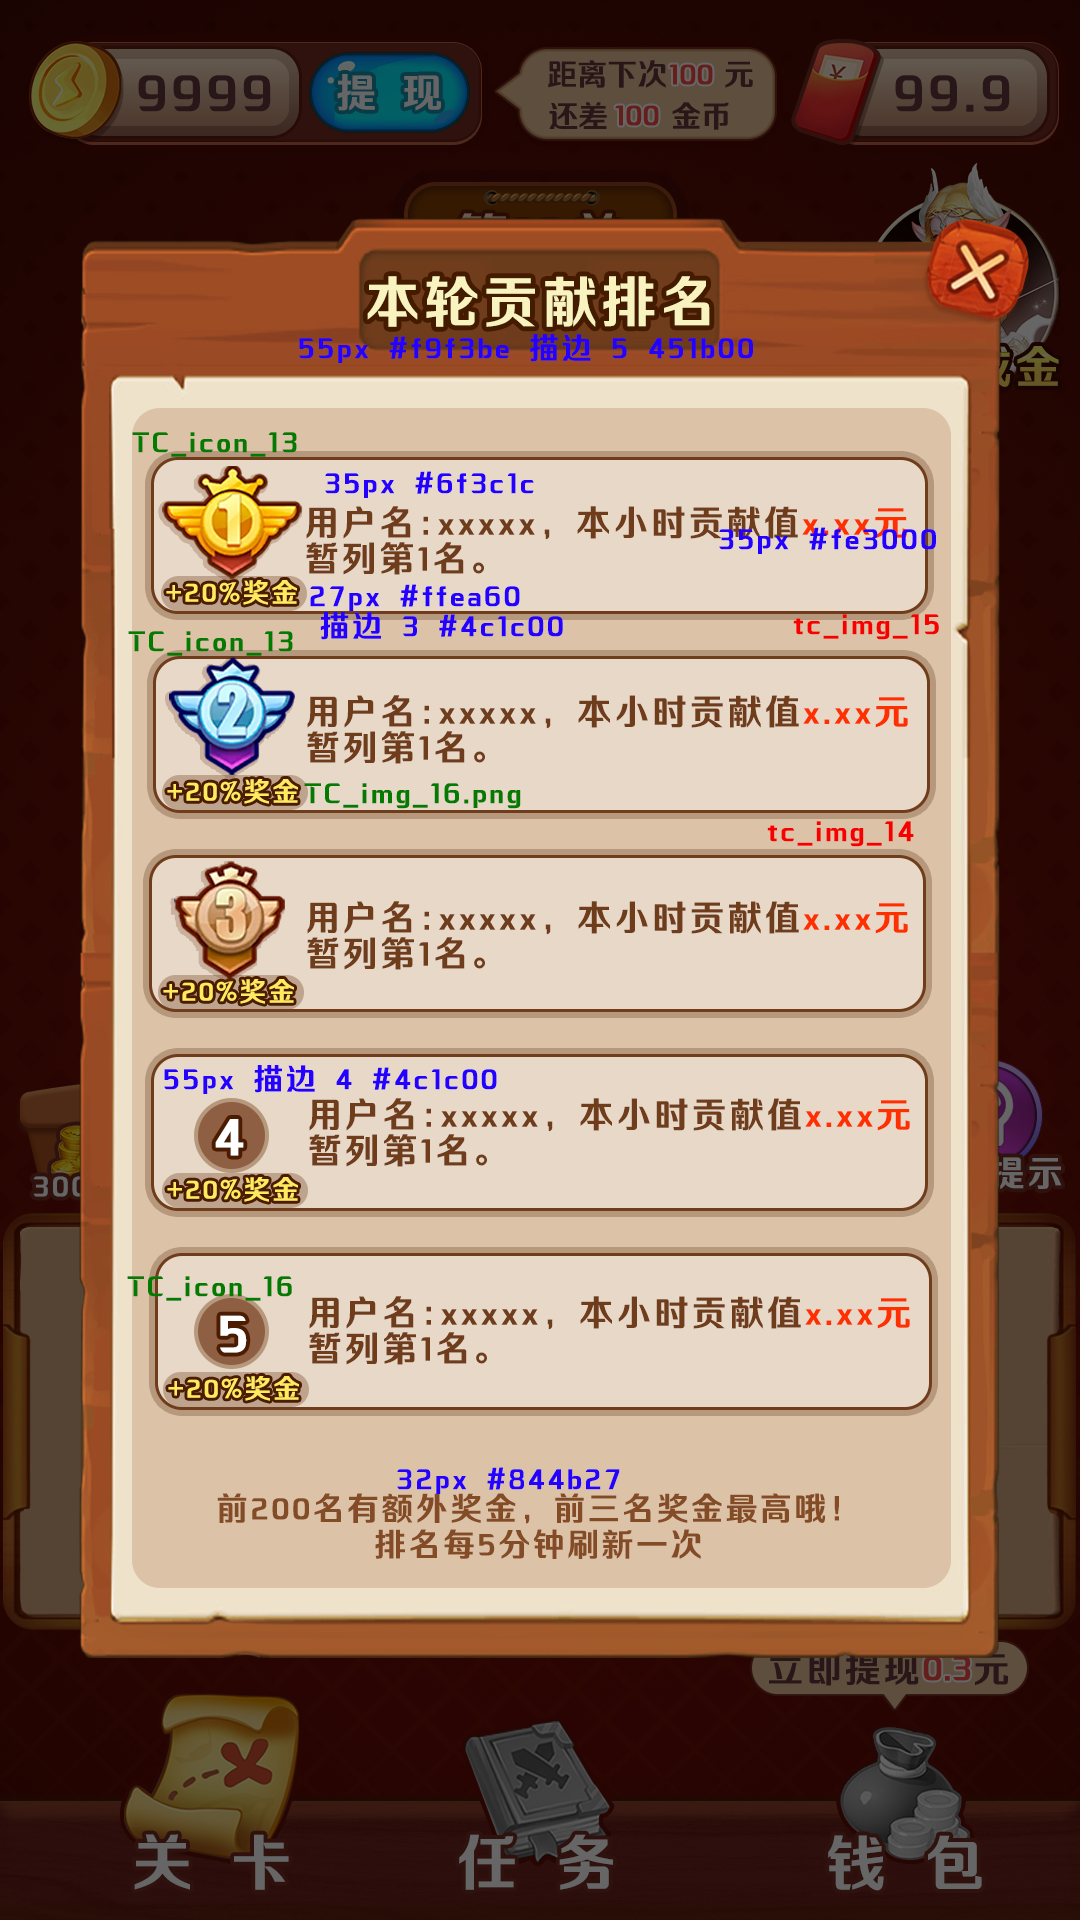 9999
提 现
距离下次100 元
还差 100 金币
99.9
本轮贡献排名
55px #f9f3be 描边 5 451b00
金
TC_icon_13
35px #6f3c1c
用户名:xxxxx，本小时贡献值x.xx元
35px #fe3000
暂列第1名。
1
+20%奖金
27px #ffea60
描边 3 #4c1c00
tc_img_15
TC_icon_13
2
用户名:xxxxx，本小时贡献值x.xx元
暂列第1名。
+20%奖金
TC_img_16.png
tc_img_14
3
用户名:xxxxx，本小时贡献值x.xx元
暂列第1名。
+20%奖金
55px 描边 4 #4c1c00
4
用户名:xxxxx，本小时贡献值x.xx元
暂列第1名。
+20%奖金
300
提示
TC_icon_16
5
用户名:xxxxx，本小时贡献值x.xx元
暂列第1名。
+20%奖金
32px #844b27
前200名有额外奖金，前三名奖金最高哦!
排名每5分钟刷新一次
立即提现0.3元
关 卡
任 务
钱 包